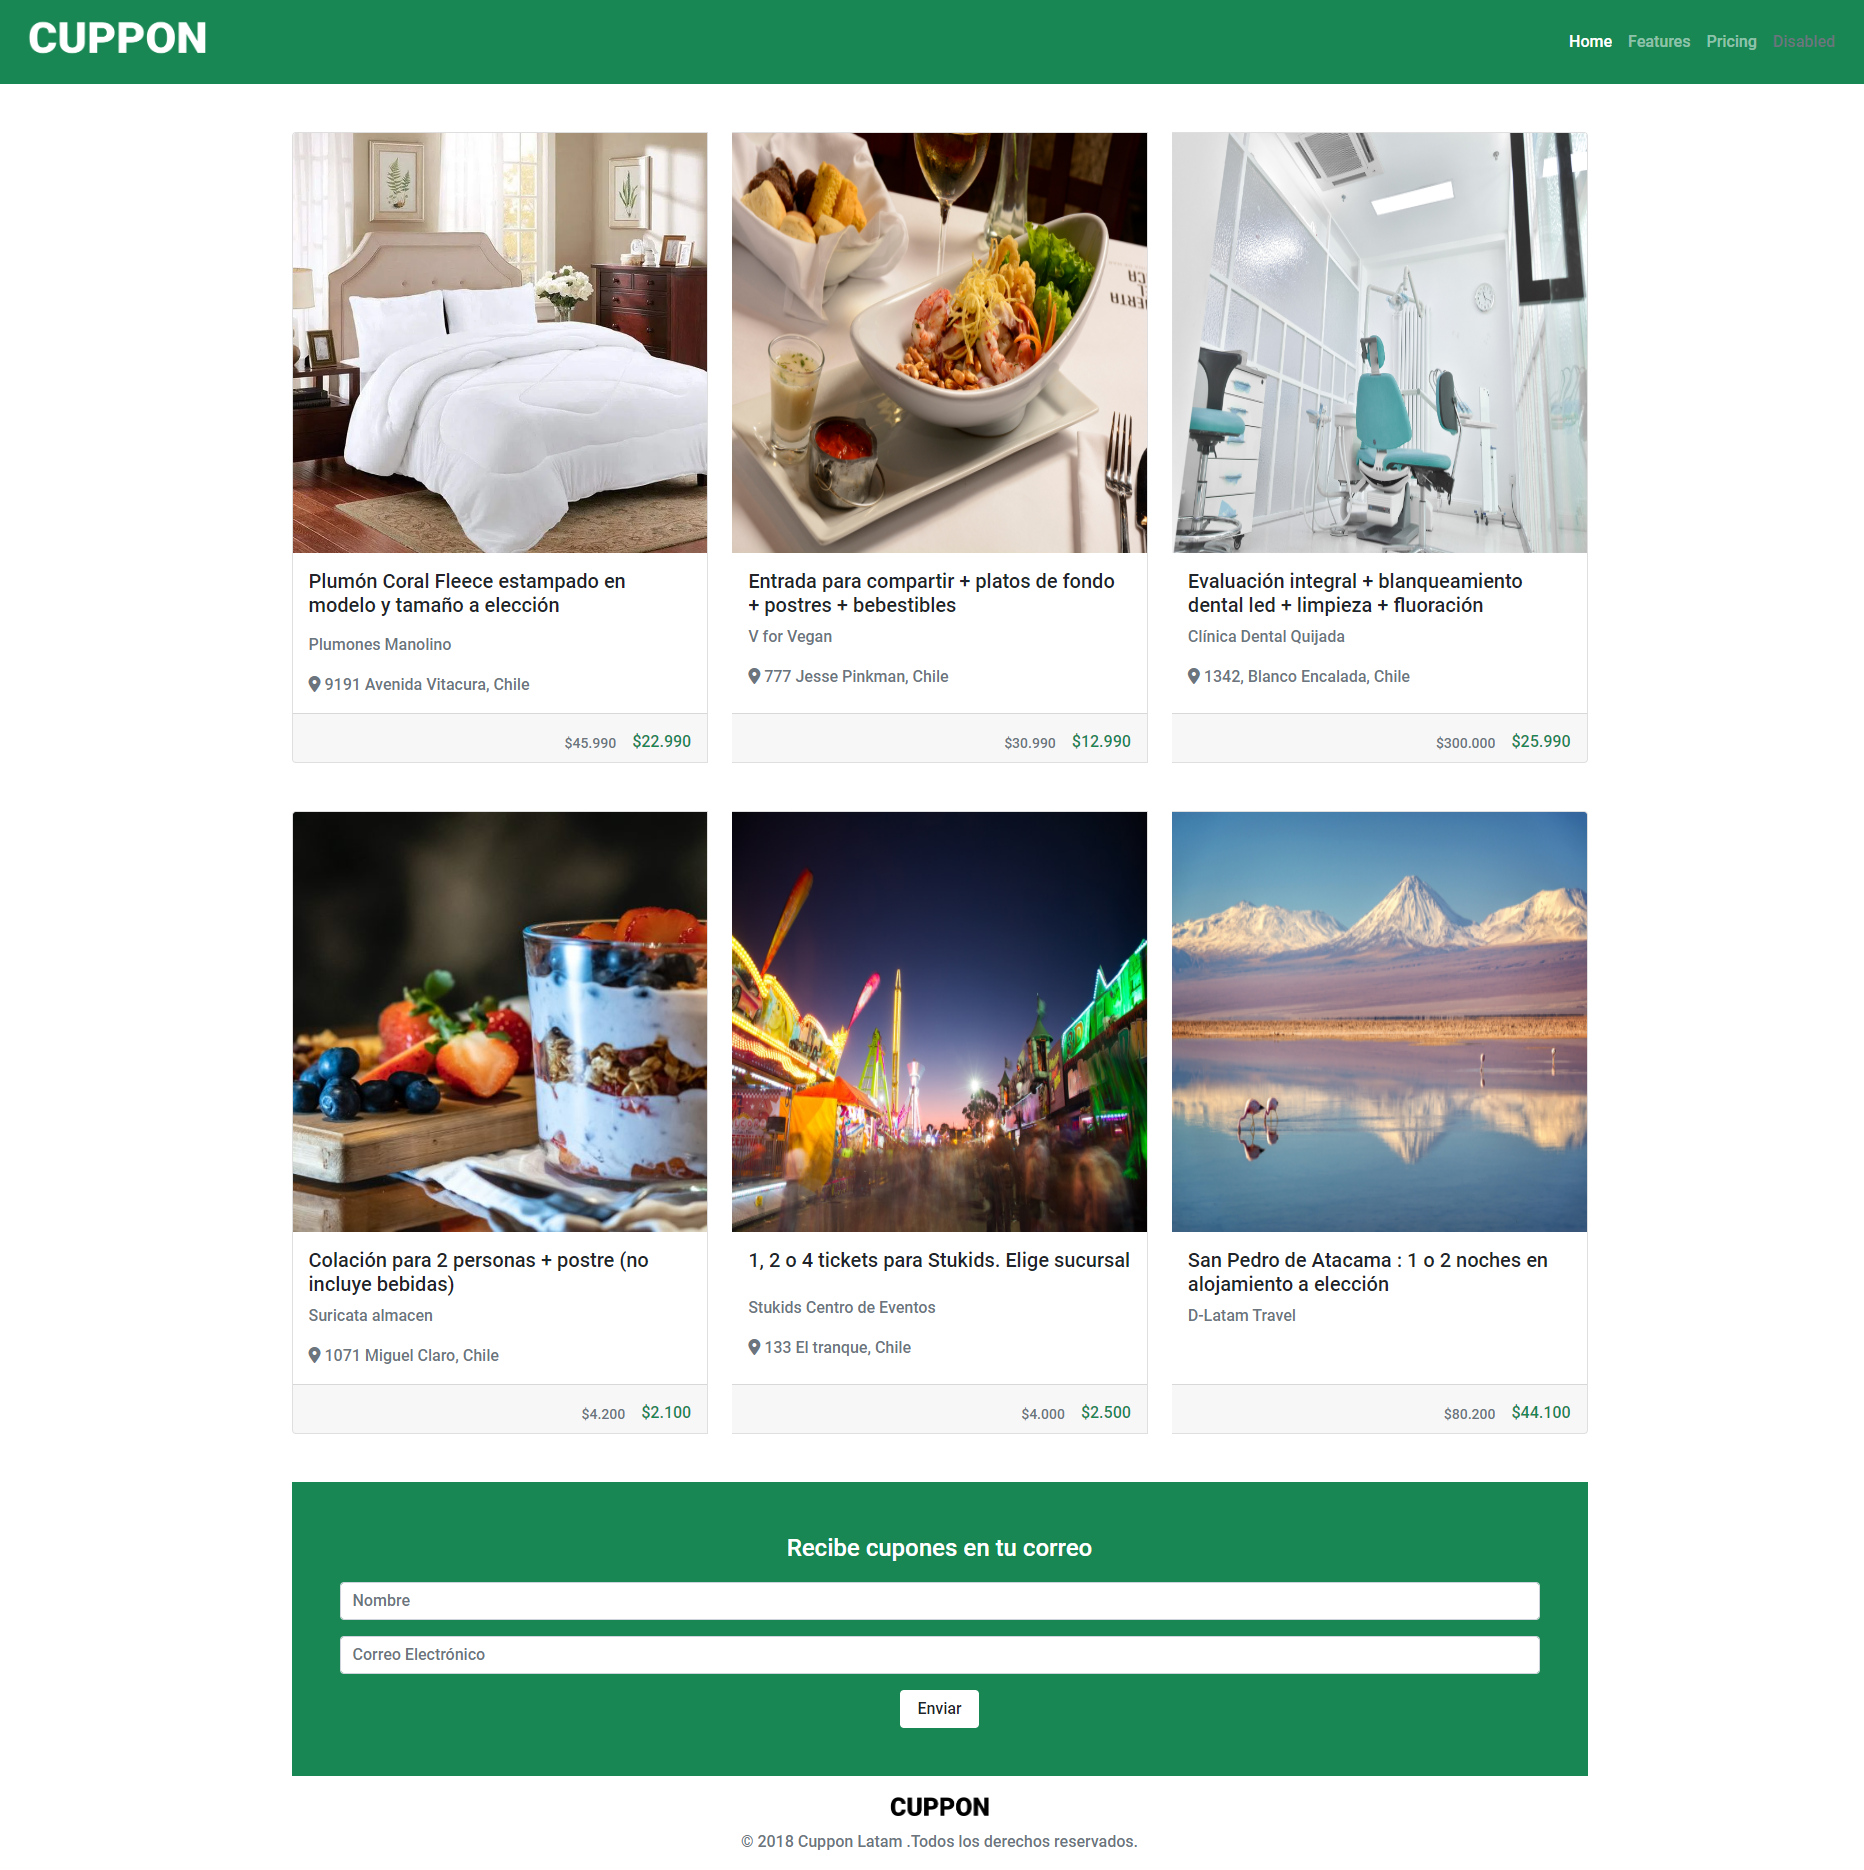 CUPPON
Home Features Pricing Disabled
Plumón Coral Fleece estampado en
modelo y tamaño a elección
Plumones Manolino
9191 Avenida Vitacura, Chile
$45.990 $22.990
Entrada para compartir + platos de fondo
+ postres + bebestibles
V for Vegan
777 Jesse Pinkman, Chile
$30.990 $12.990
Evaluación integral + blanqueamiento
dental led + limpieza + fluoración
Clínica Dental Quijada
1342, Blanco Encalada, Chile
$300.000 $25.990
Colación para 2 personas + postre (no
incluye bebidas)
Suricata almacen
1071 Miguel Claro, Chile
$4.200 $2.100
1, 2 o 4 tickets para Stukids. Elige sucursal
Stukids Centro de Eventos
133 El tranque, Chile
$4.000 $2.500
San Pedro de Atacama : 1 o 2 noches en
alojamiento a elección
D-Latam Travel
$80.200 $44.100
Recibe cupones en tu correo
Nombre
Correo Electrónico
Enviar
CUPPON
© 2018 Cuppon Latam .Todos los derechos reservados.